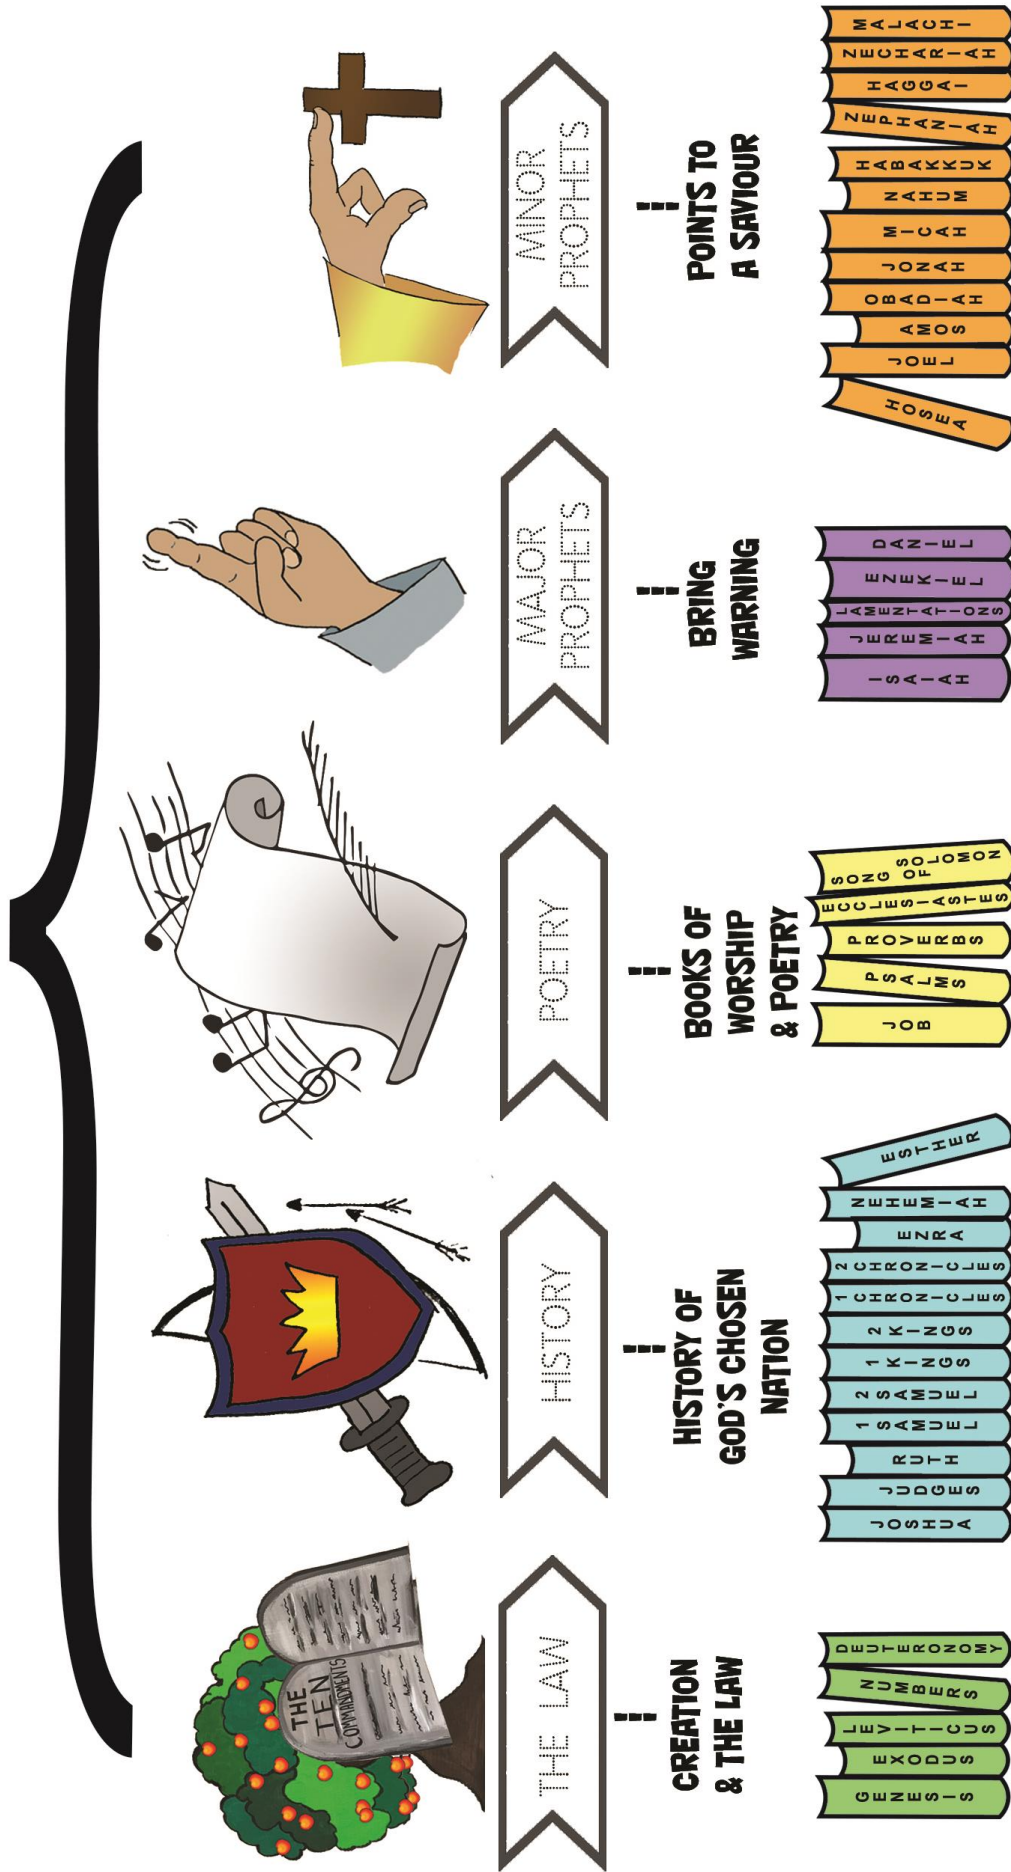 THE
TEN
COMMANDMENTS
THE LAW
CREATION
& THE LAW
GENESIS
EXODUS
LEVITICUS
NUMBERS
DEUTERONOMY
HISTORY
HISTORY OF
GOD'S CHOSEN
NATION
JOSHUA
JUDGES
RUTH
1 SAMUEL
2 SAMUEL
1 KINGS
2 KINGS
1 CHRONICLES
2 CHRONICLES
EZRA
NEHEMIAH
ESTHER
POETRY
BOOKS OF
WORSHIP
& POETRY
JOB
PSALMS
PROVERBS
ECCLESIASTES
SONG OF
SOLOMON
MAJOR
PROPHETS
BRING
WARNING
ISAIAH
JEREMIAH
LAMENTATIONS
EZEKIEL
DANIEL
MINOR
PROPHETS
POINTS TO
A SAVIOUR
HOSEA
JOEL
AMOS
OBADIAH
JONAH
MICAH
NAHUM
HABAKKUK
ZEPHANIAH
HAGGAI
ZECHARIAH
MALACHI